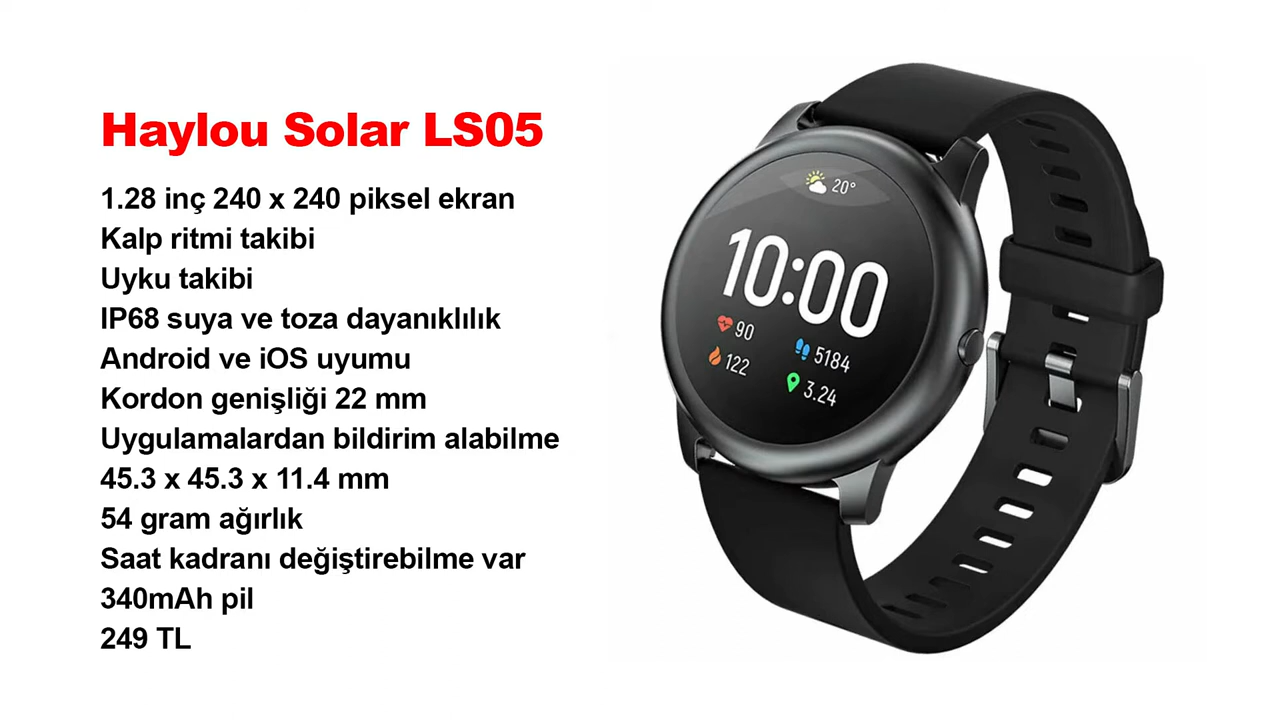 Haylou Solar LS05
1.28 inç 240 x 240 piksel ekran
Kalp ritmi takibi
Uyku takibi
IP68 suya ve toza dayanıklılık
Android ve iOS uyumu
Kordon genişliği 22 mm
Uygulamalardan bildirim alabilme
45.3 x 45.3 x 11.4 mm
54 gram ağırlık
Saat kadranı değiştirebilme var
340mAh pil
249 TL
20°
10:00
90
5184
122
3.24